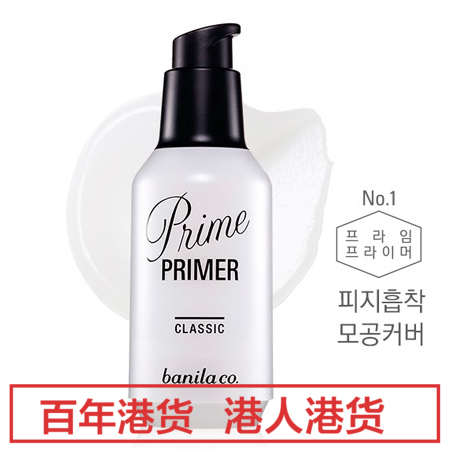 Prime
PRIMER
CLASSIC
banila co.
No.1
프라임
프라이머
피지흡착
모공커버
百年港货 港人港货